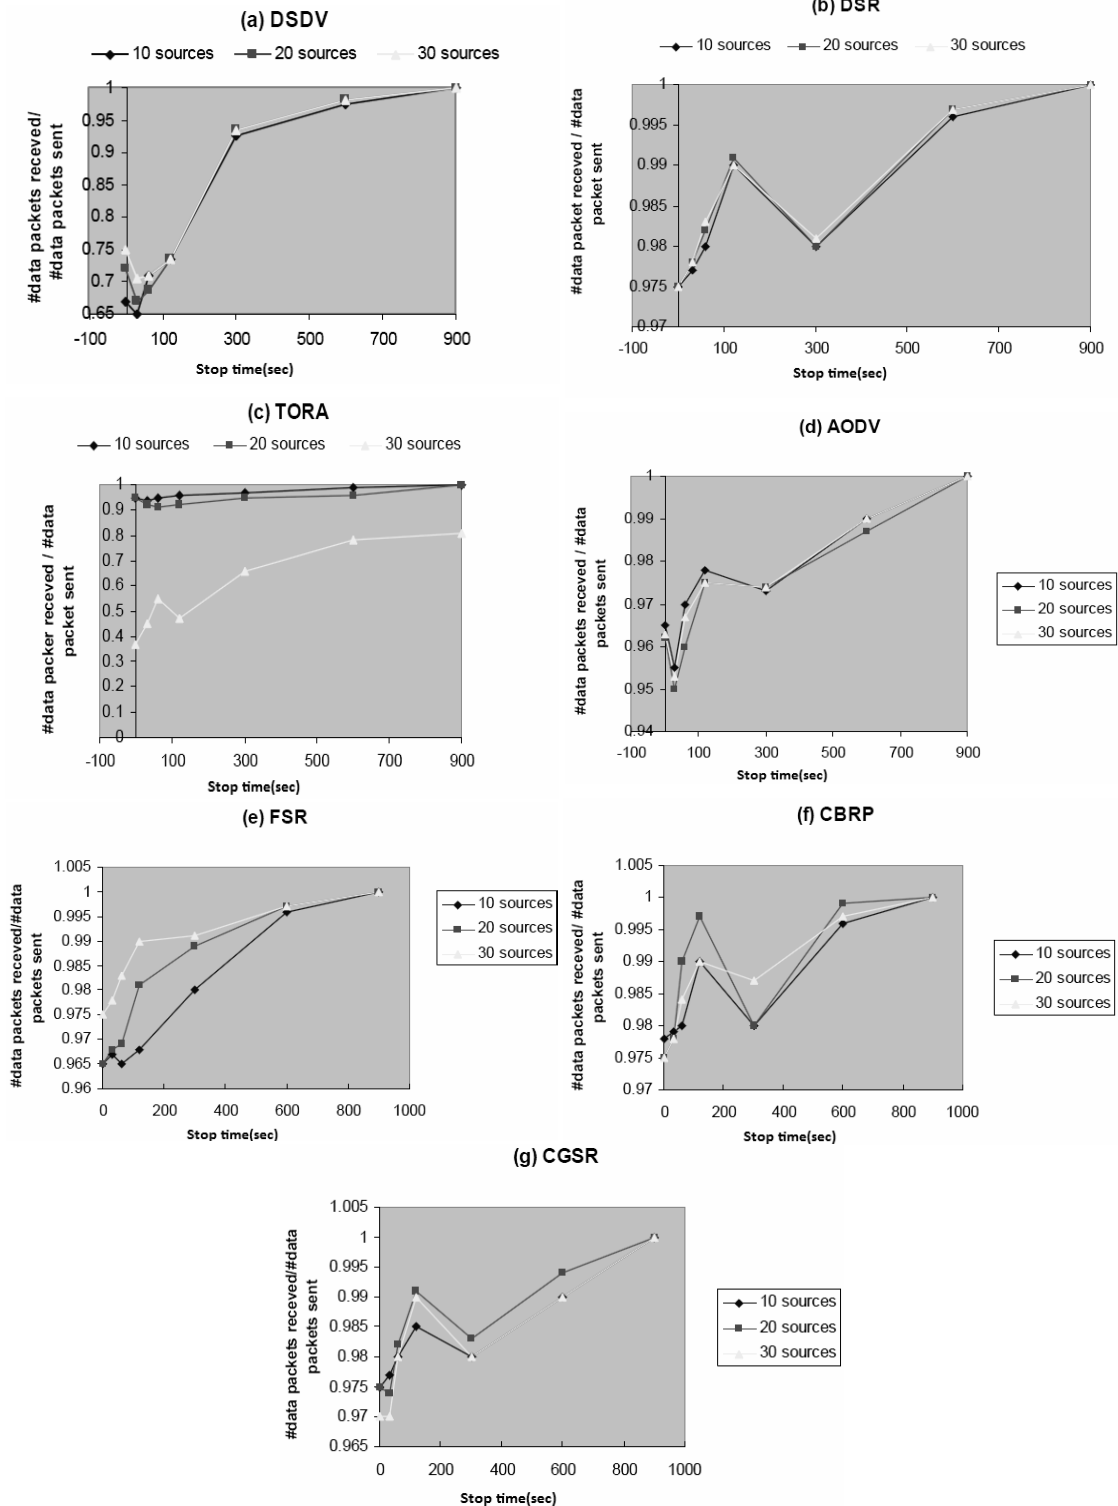 (a) DSDV
10 sources 20 sources 30 sources
#data packets receved/
#data packets sent
1
0.95
0.9
0.85
0.8
0.75
0.7
0.65
-100 100 300 500 700 900
Stop time(sec)
(b) DSR
10 sources 20 sources 30 sources
#data packet receved / #data
packet sent
1
0.995
0.99
0.985
0.98
0.975
0.97
-100 100 300 500 700 900
Stop time(sec)
(c) TORA
10 sources 20 sources 30 sources
#data packer receved / #data
packet sent
1
0.9
0.8
0.7
0.6
0.5
0.4
0.3
0.2
0.1
0
-100 100 300 500 700 900
Stop time(sec)
(d) AODV
#data packets receved / #data
packets sent
1
0.99
0.98
0.97
0.96
0.95
0.94
-100 100 300 500 700 900
Stop time(sec)
10 sources
20 sources
30 sources
(e) FSR
#data packets receved/#data
packets sent
1.005
1
0.995
0.99
0.985
0.98
0.975
0.97
0.965
0.96
0 200 400 600 800 1000
Stop time(sec)
10 sources
20 sources
30 sources
(f) CBRP
#data packets receved/ #data
packets sent
1.005
1
0.995
0.99
0.985
0.98
0.975
0.97
0 200 400 600 800 1000
Stop time(sec)
10 sources
20 sources
30 sources
(g) CGSR
#data packets receved/#data
packets sent
1.005
1
0.995
0.99
0.985
0.98
0.975
0.97
0.965
0 200 400 600 800 1000
Stop time(sec)
10 sources
20 sources
30 sources